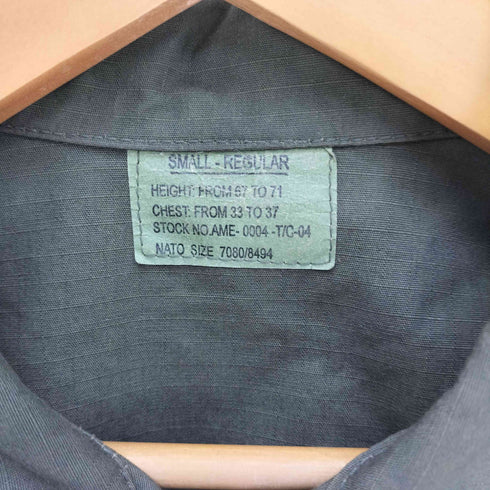 SMALL - REGULAR
HEIGHT: FROM 67 TO 71
CHEST: FROM 33 TO 37
STOCK NO.AME- 0004 -T/C-04
NATO SIZE 7080/8494